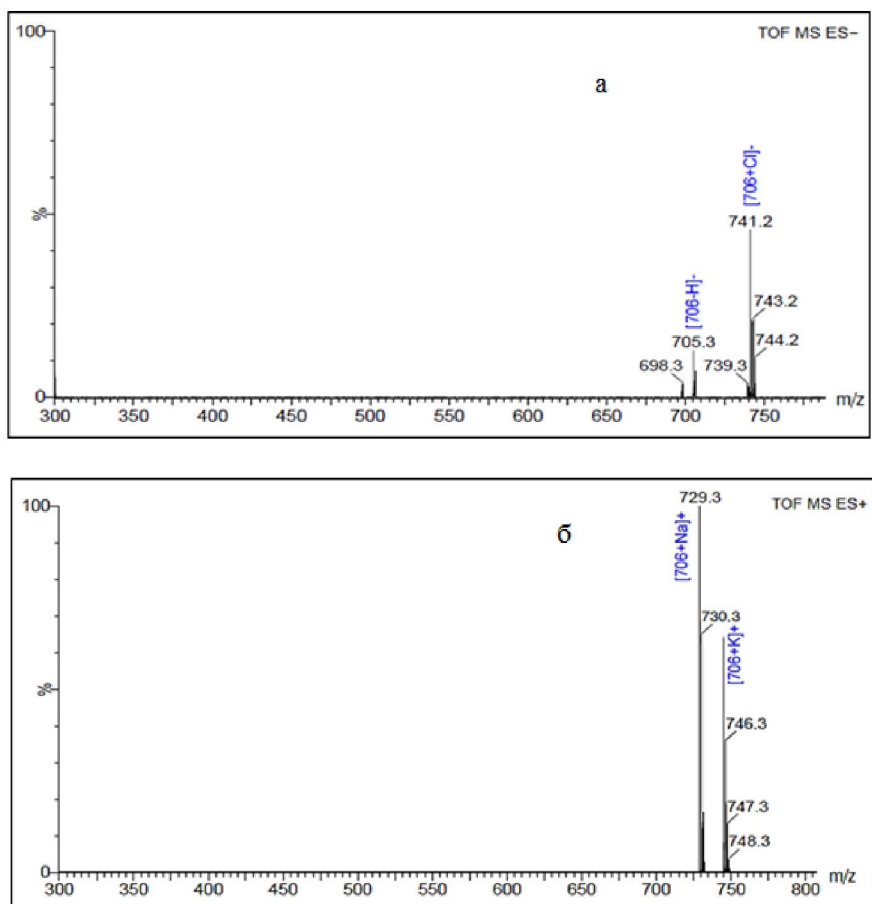 100
TOF MS ES−
а
[706+Cl]-
741.2
%
[706-H]-
705.3
743.2
698.3
739.3
744.2
0
300 350 400 450 500 550 600 650 700 750
m/z
100
729.3
TOF MS ES+
б
[706+Na]+
730.3
[706+K]+
%
746.3
747.3
748.3
0
300 350 400 450 500 550 600 650 700 750 800
m/z